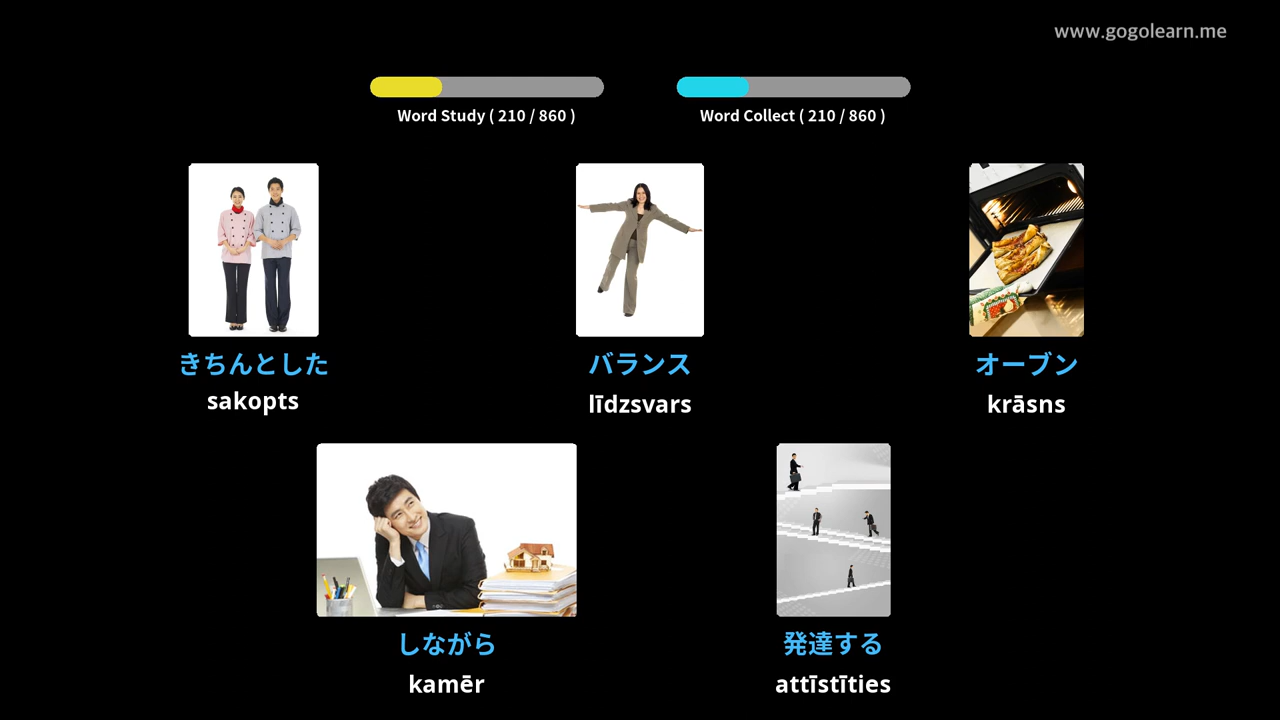 www.gogolearn.me
Word Study ( 210 / 860 )
Word Collect ( 210 / 860 )
きちんとした
sakopts
バランス
līdzsvars
オーブン
krāsns
しながら
kamēr
発達する
attīstīties